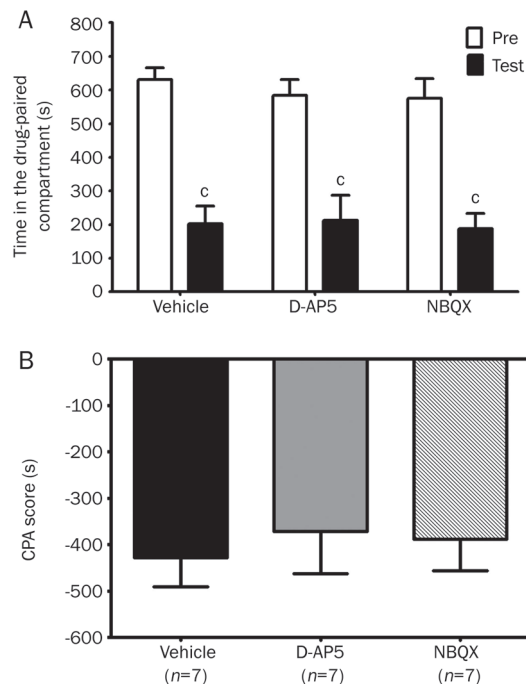 A
800
700
600
500
400
300
200
100
0
Time in the drug-paired
compartment (s)
Pre
Test
c
c
c
Vehicle
D-AP5
NBQX
B
0
-100
-200
-300
-400
-500
-600
CPA score (s)
Vehicle
D-AP5
NBQX
(n=7)
(n=7)
(n=7)